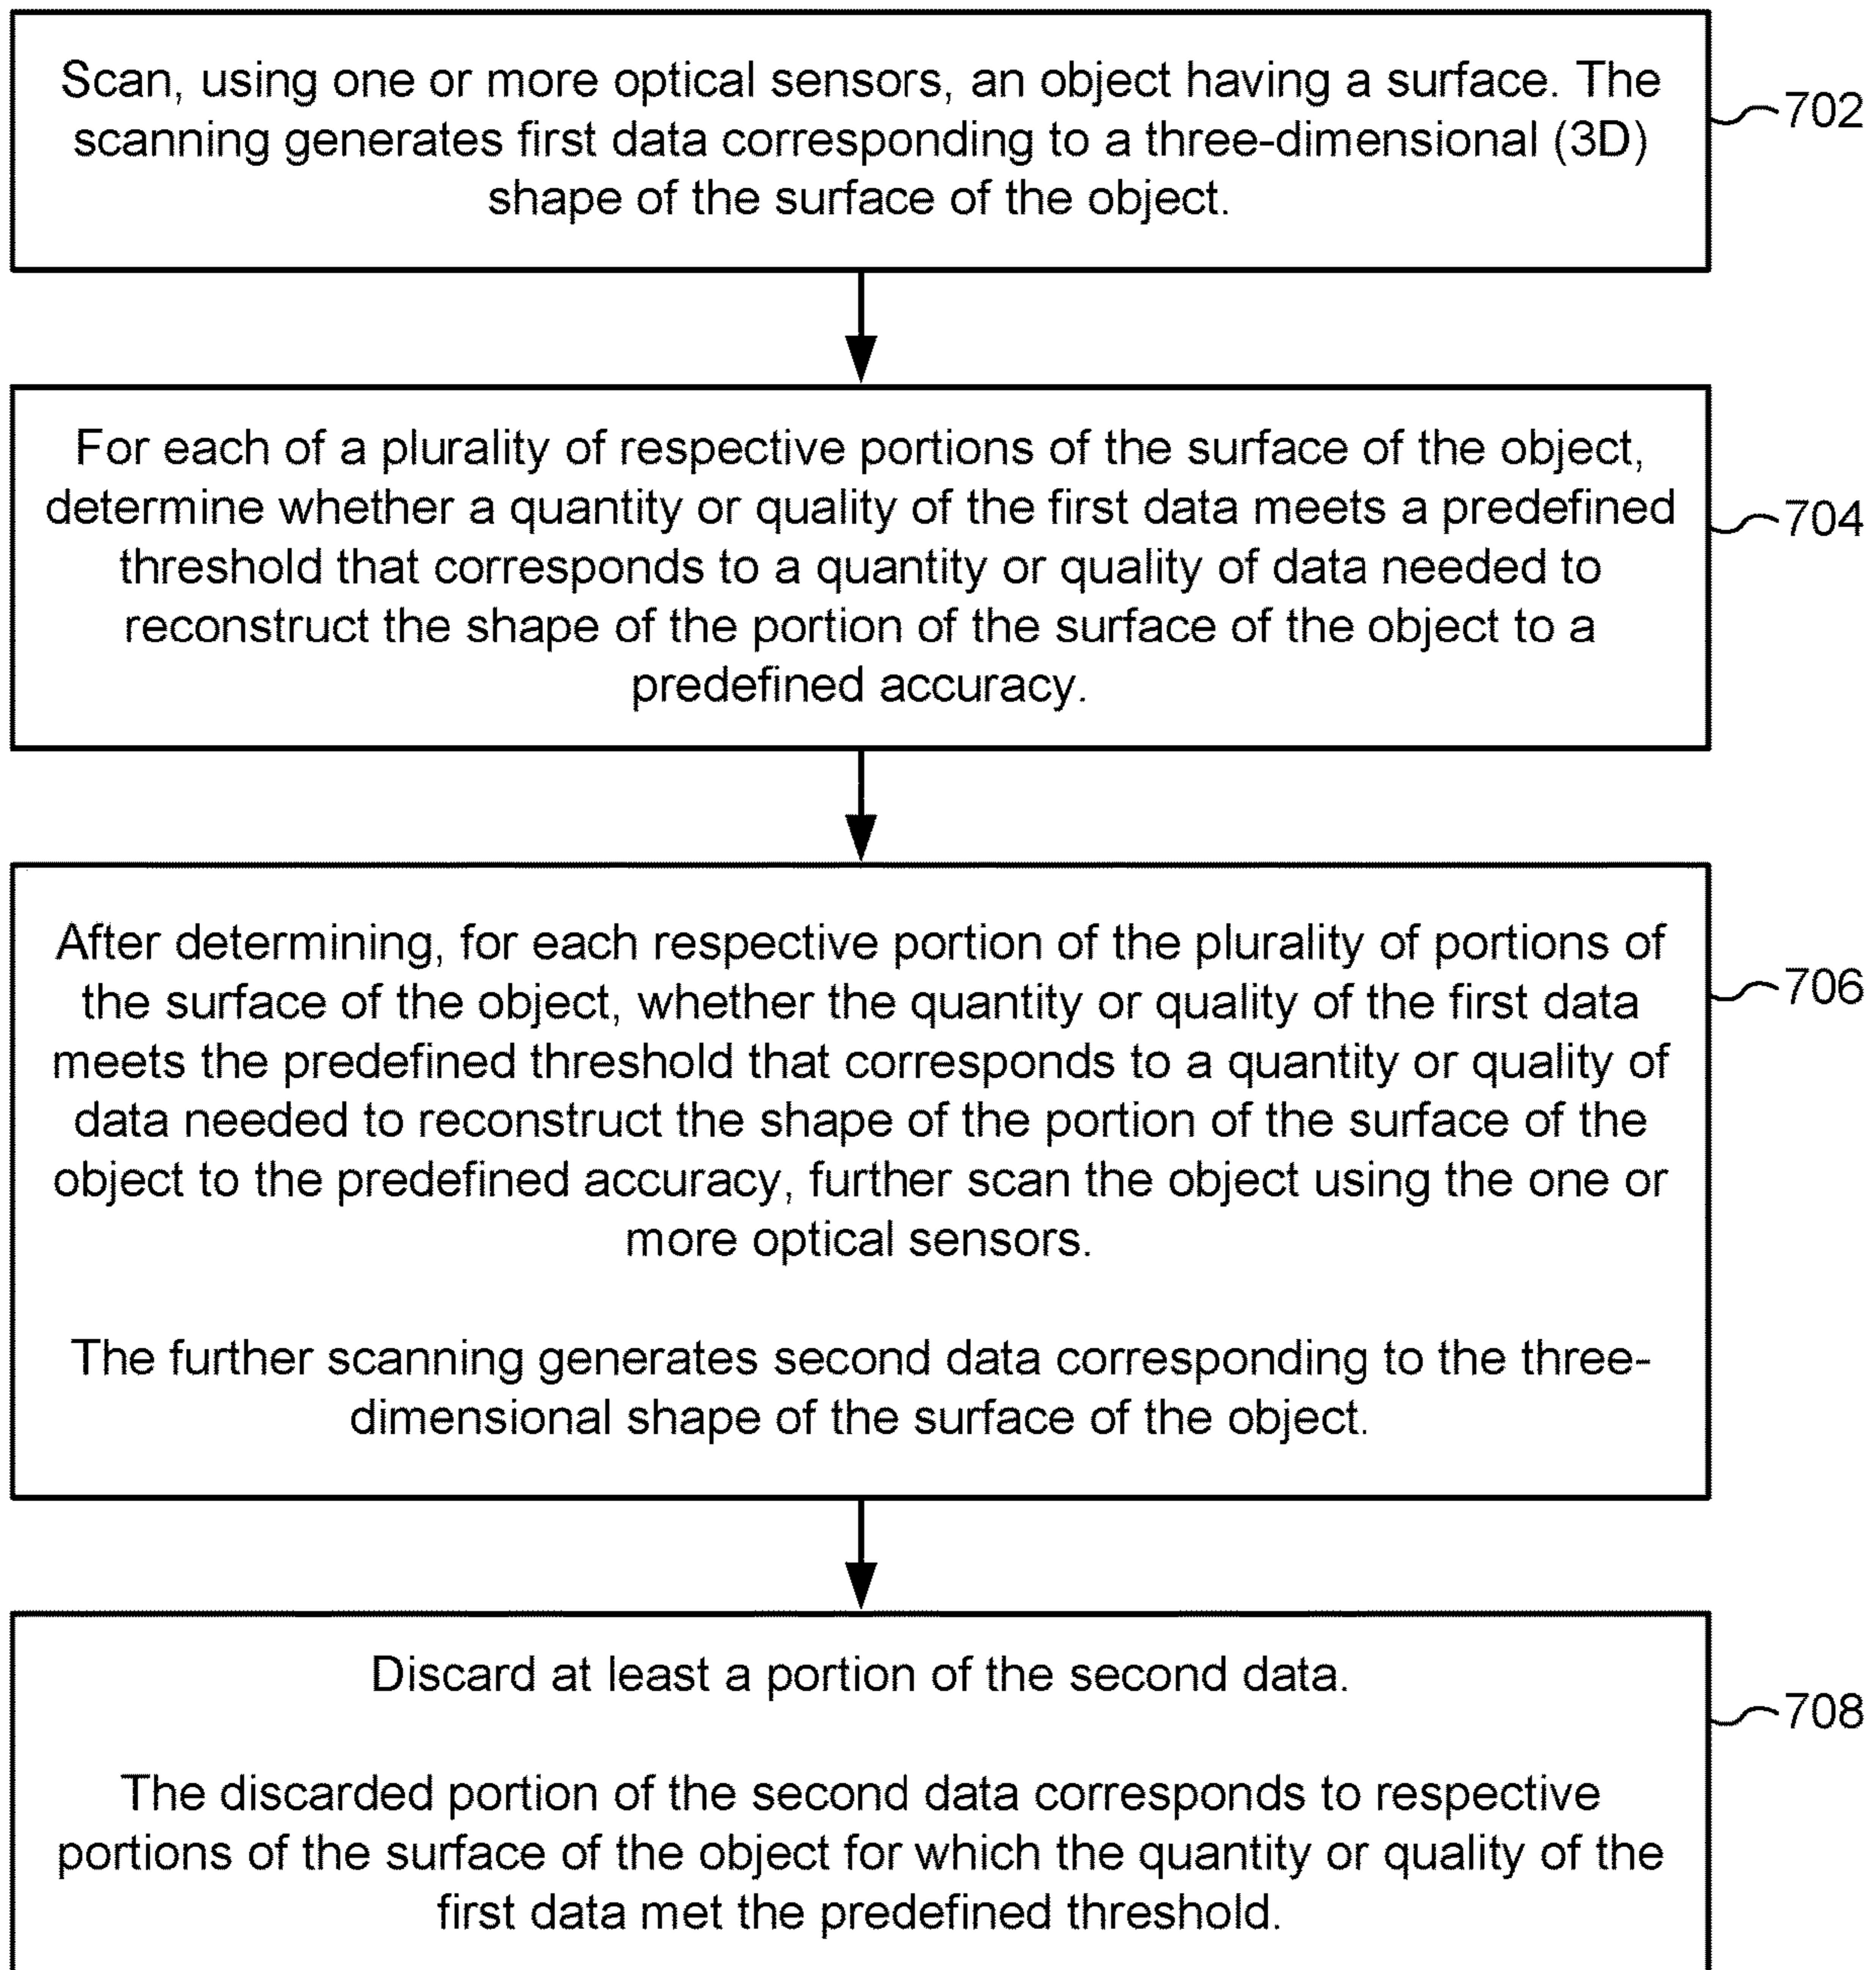 Scan, using one or more optical sensors, an object having a surface. The
scanning generates first data corresponding to a three-dimensional (3D)
shape of the surface of the object.
702
For each of a plurality of respective portions of the surface of the object,
determine whether a quantity or quality of the first data meets a predefined
threshold that corresponds to a quantity or quality of data needed to
reconstruct the shape of the portion of the surface of the object to a
predefined accuracy.
704
After determining, for each respective portion of the plurality of portions of
the surface of the object, whether the quantity or quality of the first data
meets the predefined threshold that corresponds to a quantity or quality of
data needed to reconstruct the shape of the portion of the surface of the
object to the predefined accuracy, further scan the object using the one or
more optical sensors.
The further scanning generates second data corresponding to the three-
dimensional shape of the surface of the object.
706
Discard at least a portion of the second data.
The discarded portion of the second data corresponds to respective
portions of the surface of the object for which the quantity or quality of the
first data met the predefined threshold.
708